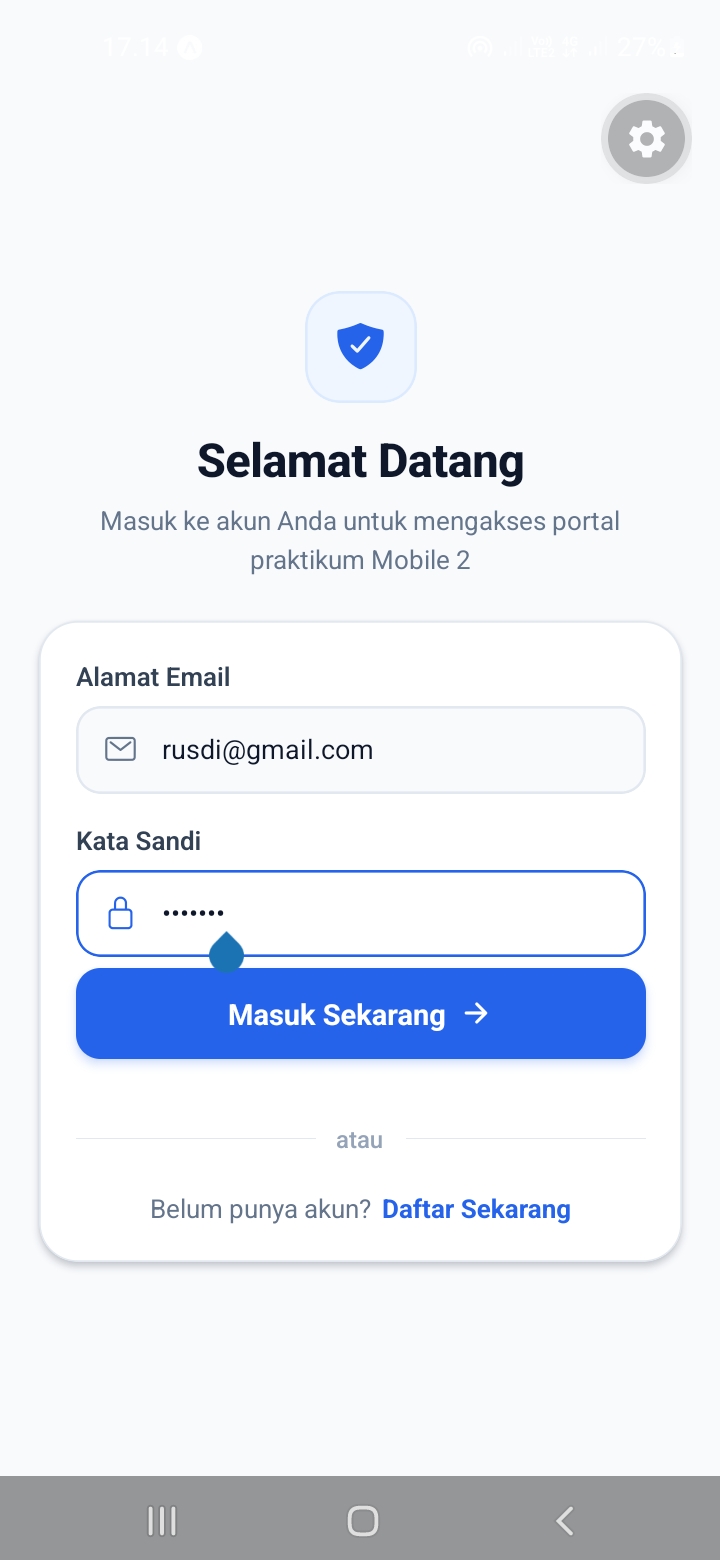 17.14
27%
Selamat Datang
Masuk ke akun Anda untuk mengakses portal
praktikum Mobile 2
Alamat Email
rusdi@gmail.com
Kata Sandi
•••••••
Masuk Sekarang →
atau
Belum punya akun? Daftar Sekarang